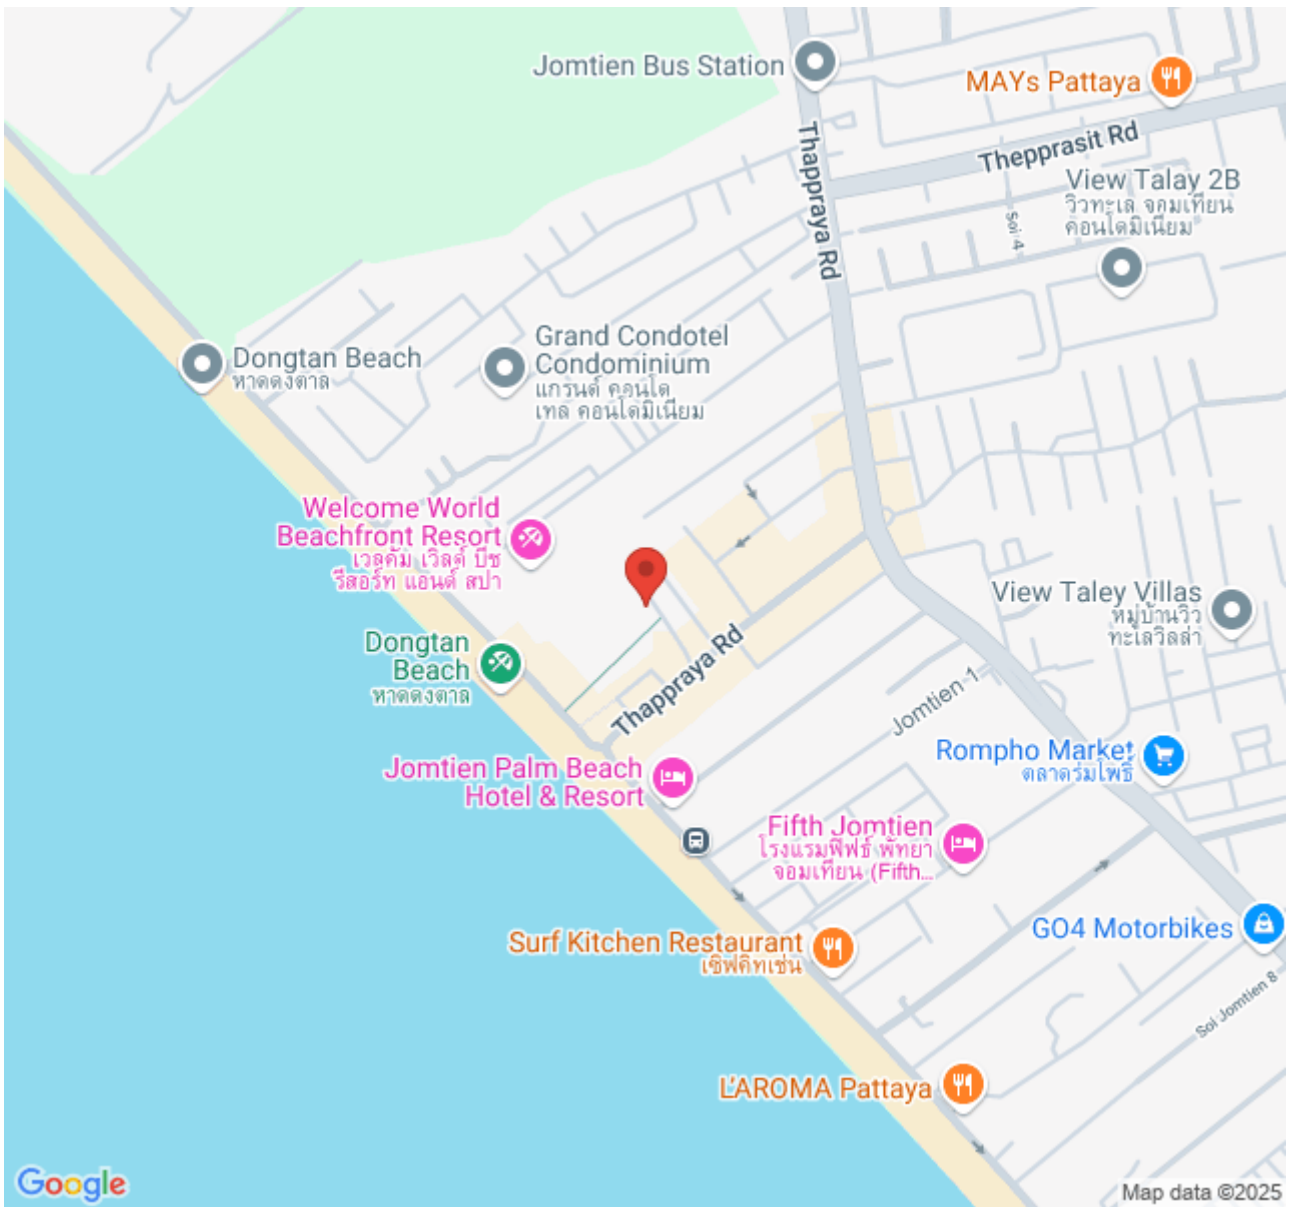 Jomtien Bus Station
MAYs Pattaya
Thepprasit Rd
Thappraya Rd
View Talay 2B
วิวทะเล จอมเทียน
คอนโดมิเนียม
Soi 4
Grand Condotel
Condominium
แกรนด์ คอนโด
เทล คอนโดมิเนียม
Dongtan Beach
หาดดงตาล
Welcome World
Beachfront Resort
เวลคัม เวิลด์ บีช
รีสอร์ท แอนด์ สปา
View Taley Villas
หมู่บ้านวิว
ทะเลวิลล่า
Dongtan
Beach
หาดดงตาล
Thappraya Rd
Jomtien 1
Rompho Market
ตลาดร่มโพธิ์
Jomtien Palm Beach
Hotel & Resort
Fifth Jomtien
โรงแรมฟิฟธ์ พัทยา
จอมเทียน (Fifth...
GO4 Motorbikes
Surf Kitchen Restaurant
เซิฟคิทเช่น
Soi Jomtien 8
L'AROMA Pattaya
Google
Map data ©2025